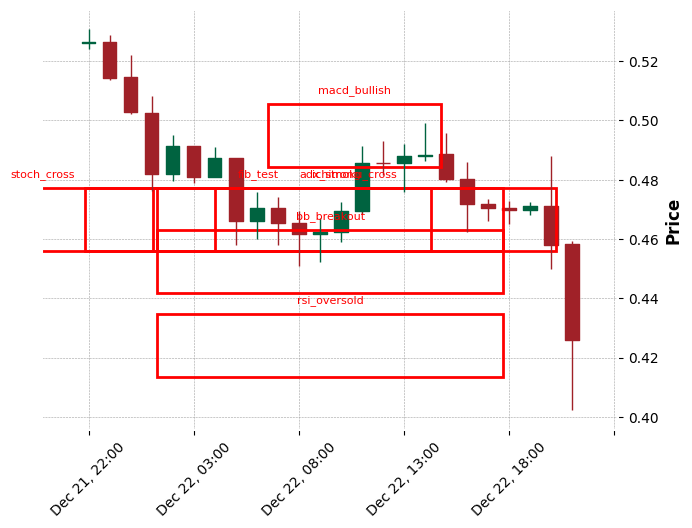 macd_bullish
stoch_cross
bb_breakout
rsi_oversold
0.52
0.50
0.48
0.46
0.44
0.42
0.40
Price
Dec 21, 22:00
Dec 22, 03:00
Dec 22, 08:00
Dec 22, 13:00
Dec 22, 18:00